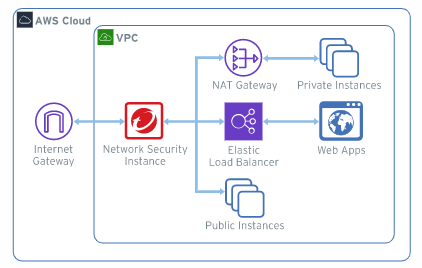 AWS Cloud
VPC
NAT Gateway
Private Instances
Internet
Gateway
Network Security
Instance
Elastic
Load Balancer
Web Apps
Public Instances